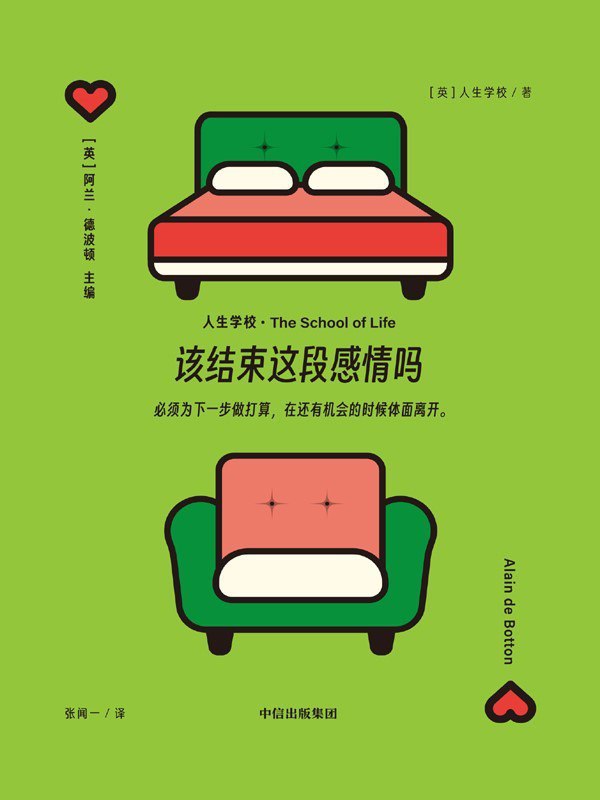 [英]人生学校 / 著
[英]阿兰·德波顿 主编
人生学校·The School of Life
该结束这段感情吗
必须为下一步做打算，在还有机会的时候体面离开。
Alain de Botton
张闻一 / 译
中信出版集团